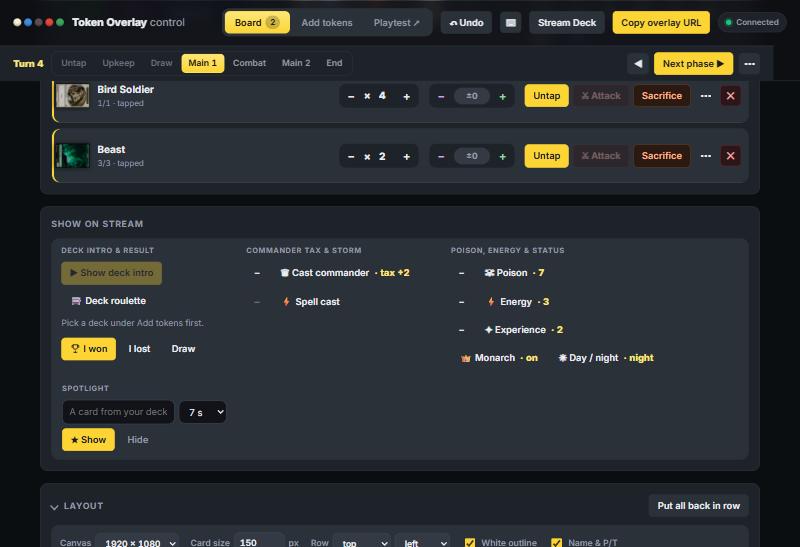 Token Overlay control
Board 2
Add tokens
Playtest ↗
↶ Undo
Stream Deck
Copy overlay URL
Connected
Turn 4
Untap
Upkeep
Draw
Main 1
Combat
Main 2
End
◀
Next phase ▶
•••
Bird Soldier
1/1 · tapped
− × 4 +
− ±0 +
Untap
⚔ Attack
Sacrifice
•••
✕
Beast
3/3 · tapped
− × 2 +
− ±0 +
Untap
⚔ Attack
Sacrifice
•••
✕
SHOW ON STREAM
DECK INTRO & RESULT
▶ Show deck intro
Deck roulette
Pick a deck under Add tokens first.
🏆 I won
I lost
Draw
COMMANDER TAX & STORM
− Cast commander · tax +2
− ⚡ Spell cast
POISON, ENERGY & STATUS
− ☠ Poison · 7
− ⚡ Energy · 3
− ✦ Experience · 2
👑 Monarch · on
☀ Day / night · night
SPOTLIGHT
A card from your deck
7 s
★ Show
Hide
LAYOUT
Put all back in row
Canvas 1920 × 1080
Card size 150 px
Row top left
White outline
Name & P/T